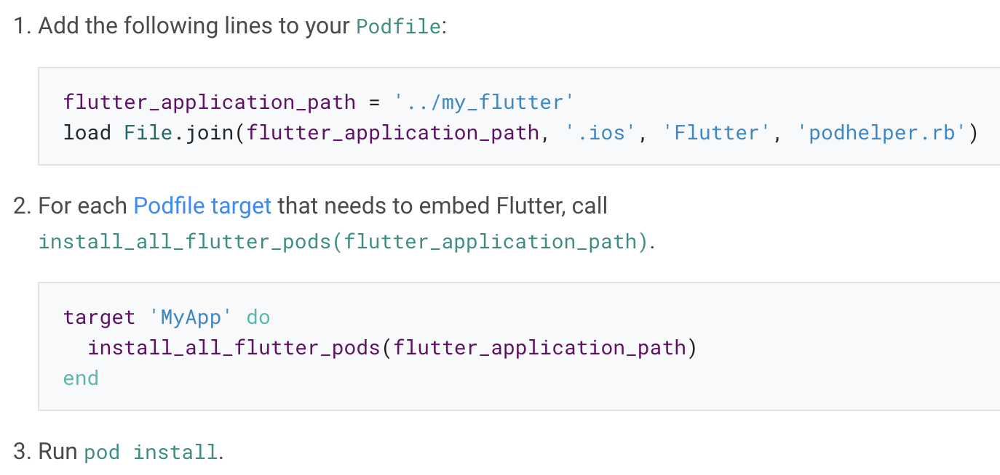 1. Add the following lines to your Podfile:
flutter_application_path = '../my_flutter'
load File.join(flutter_application_path, '.ios', 'Flutter', 'podhelper.rb')
2. For each Podfile target that needs to embed Flutter, call
install_all_flutter_pods(flutter_application_path).
target 'MyApp' do
  install_all_flutter_pods(flutter_application_path)
end
3. Run pod install.